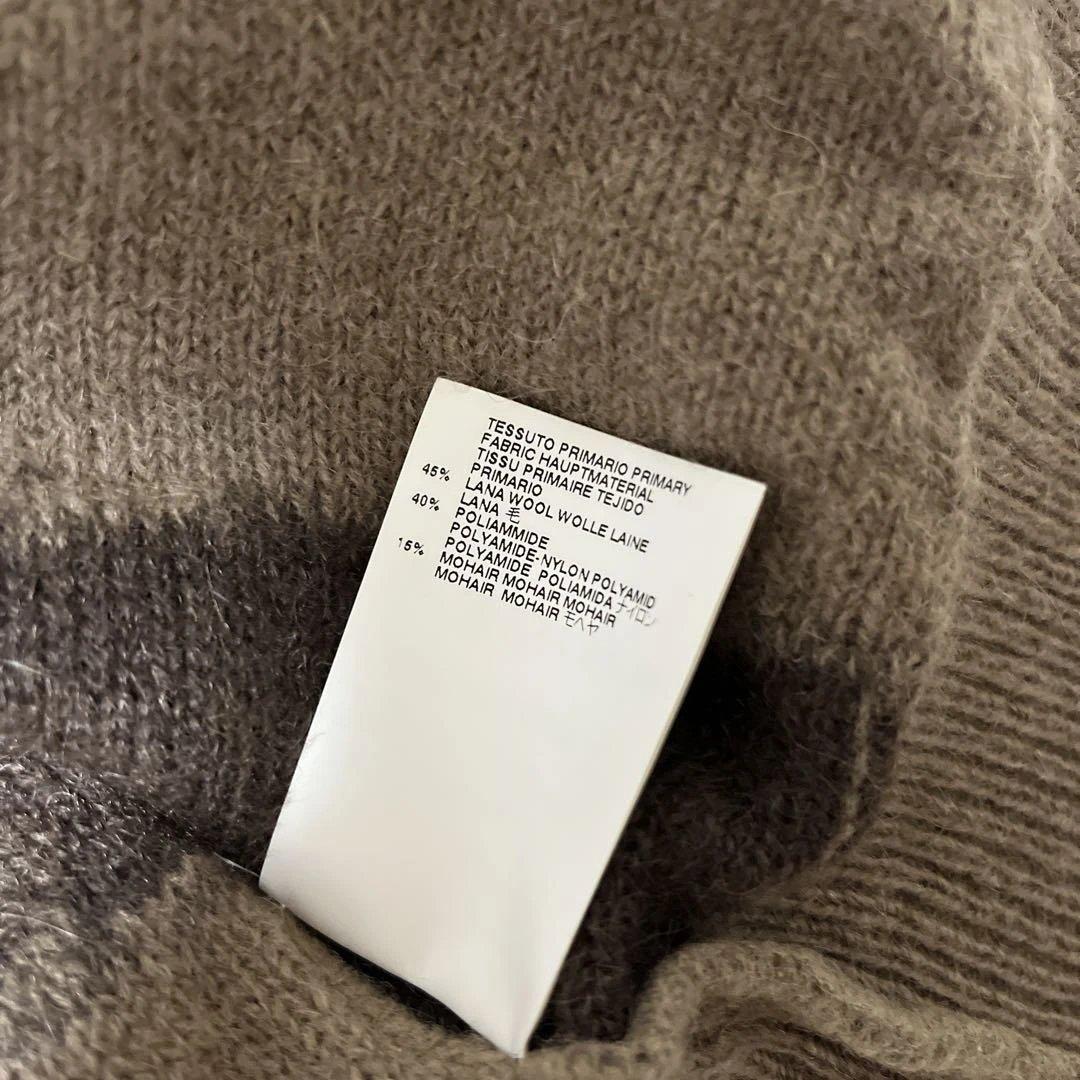 TESSUTO PRIMARIO PRIMARY
FABRIC HAUPTMATERIAL
TISSU PRIMAIRE TEJIDO
PRIMARIO
45% LANA WOOL WOLLE LAINE
LANA 毛
40% POLIAMMIDE
POLYAMIDE-NYLON POLYAMID
POLYAMIDE POLIAMIDA ナイロン
15% MOHAIR MOHAIR MOHAIR
MOHAIR MOHAIR モヘヤ